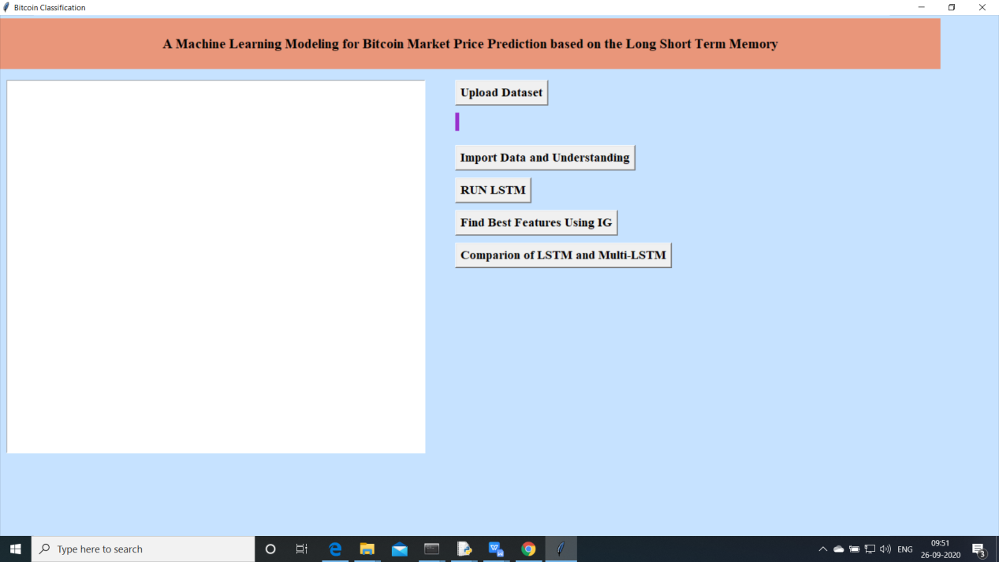 Bitcoin Classification
A Machine Learning Modeling for Bitcoin Market Price Prediction based on the Long Short Term Memory
Upload Dataset
Import Data and Understanding
RUN LSTM
Find Best Features Using IG
Comparion of LSTM and Multi-LSTM
Type here to search
ENG
09:51
26-09-2020
3